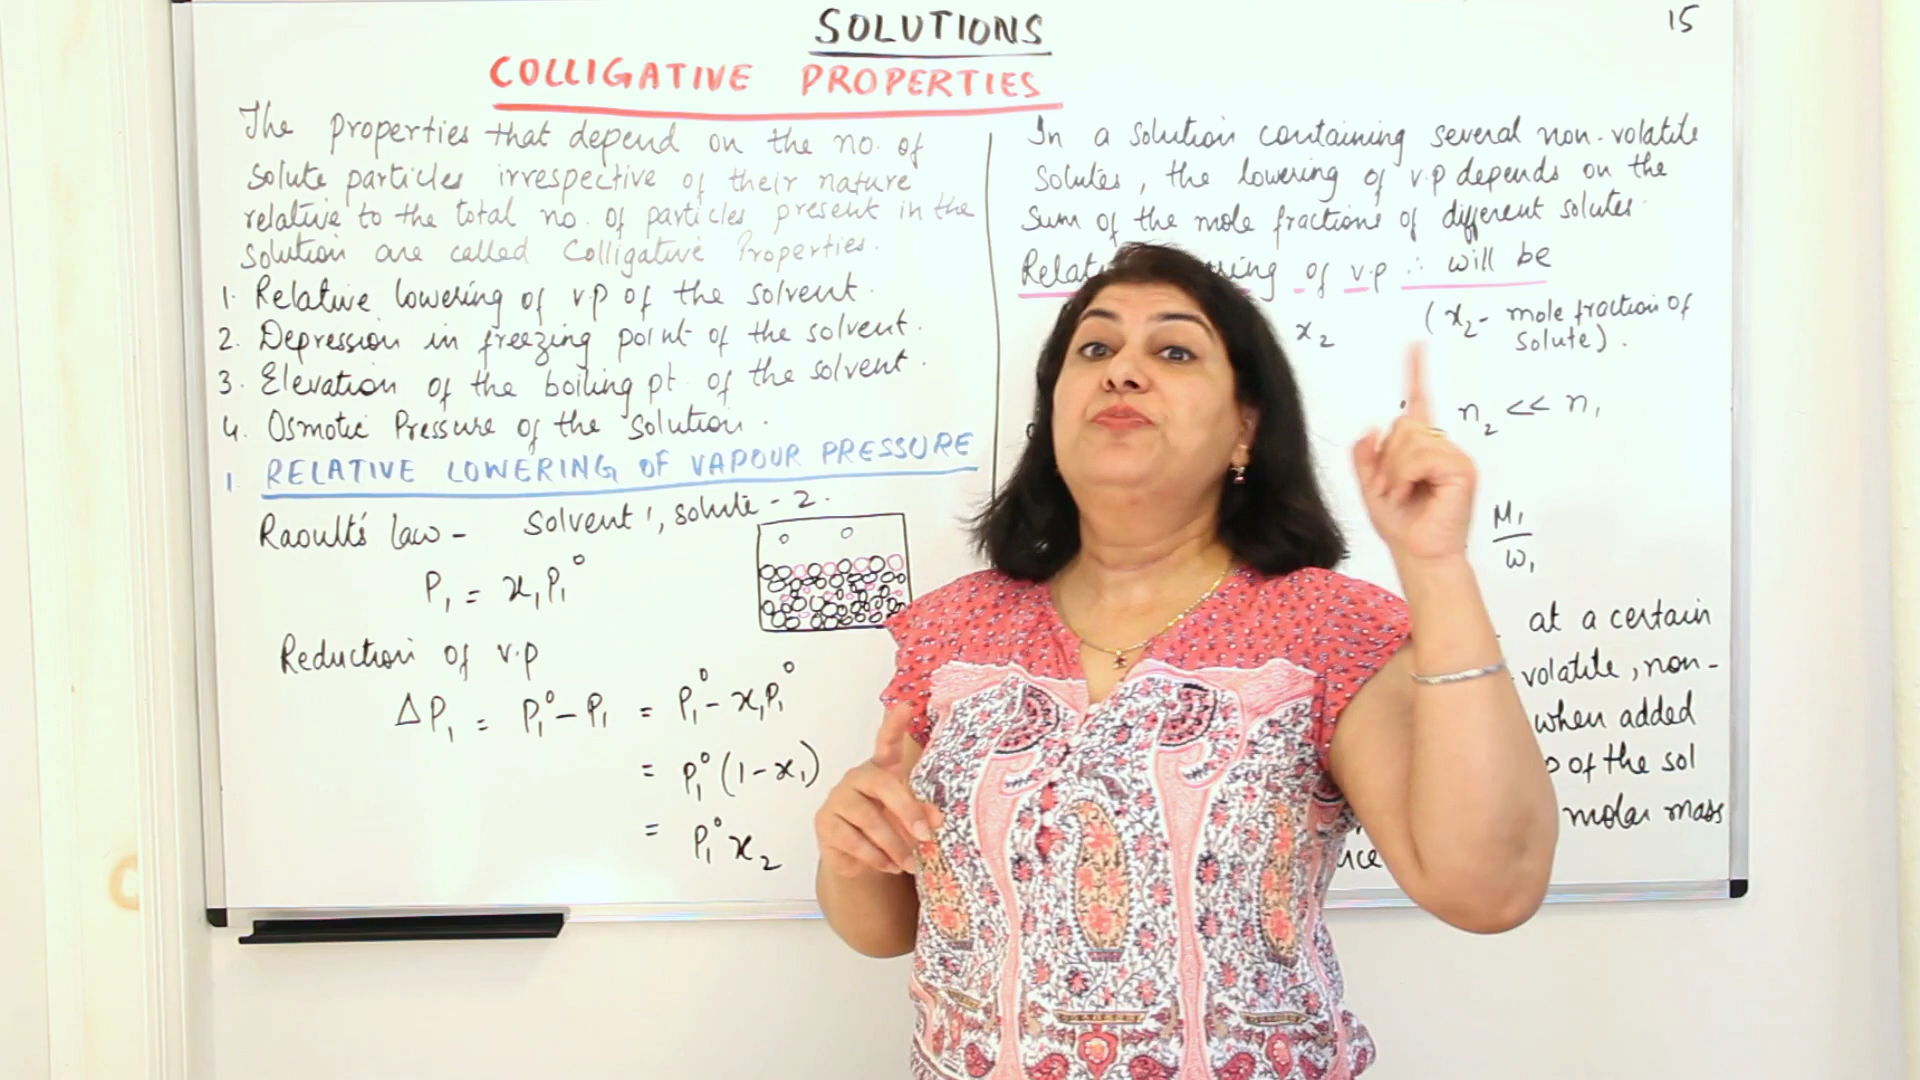 SOLUTIONS
15
COLLIGATIVE PROPERTIES
The properties that depend on the no. of
solute particles irrespective of their nature
relative to the total no. of particles present in the
solution are called Colligative Properties.
1. Relative lowering of v.p of the solvent.
2. Depression in freezing point of the solvent.
3. Elevation of the boiling pt. of the solvent.
4. Osmotic Pressure of the solution.
1. RELATIVE LOWERING OF VAPOUR PRESSURE
Raoult's law - Solvent 1, solute - 2.
P₁ = x₁P₁°
Reduction of v.p
ΔP₁ = P₁° - P₁ = P₁° - x₁P₁°
= P₁°(1 - x₁)
= P₁° x₂
In a solution containing several non-volatile
solutes, the lowering of v.p depends on the
sum of the mole fractions of different solutes.
of v.p ∴ will be
x₂ (x₂ - mole fraction of
solute).
n₂ << n₁
M₁
w₁
at a certain
volatile, non-
when added
of the sol
molar mass